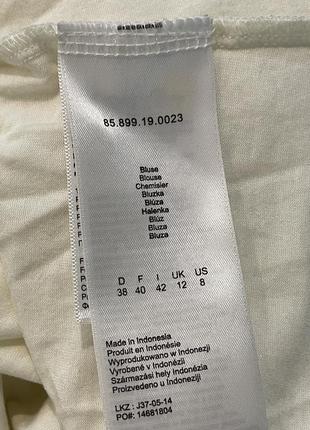 85.899.19.0023
Bluse
Blouse
Chemisier
Bluzka
Blúza
Halenka
Blúz
Bluza
Bluza
D F I UK US
38 40 42 12 8
Made in Indonesia
Produit en Indonésie
Wyprodukowano w Indonezji
Vyrobené v Indonézii
Származási hely Indonézia
Proizvedeno u Indoneziji
LKZ : J37-05-14
PO#: 14681804